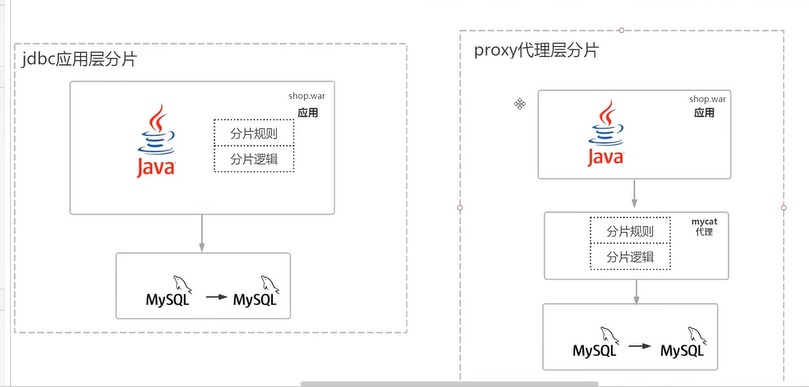 jdbc应用层分片
shop.war
应用
Java
分片规则
分片逻辑
MySQL
MySQL
proxy代理层分片
shop.war
应用
Java
mycat
代理
分片规则
分片逻辑
MySQL
MySQL